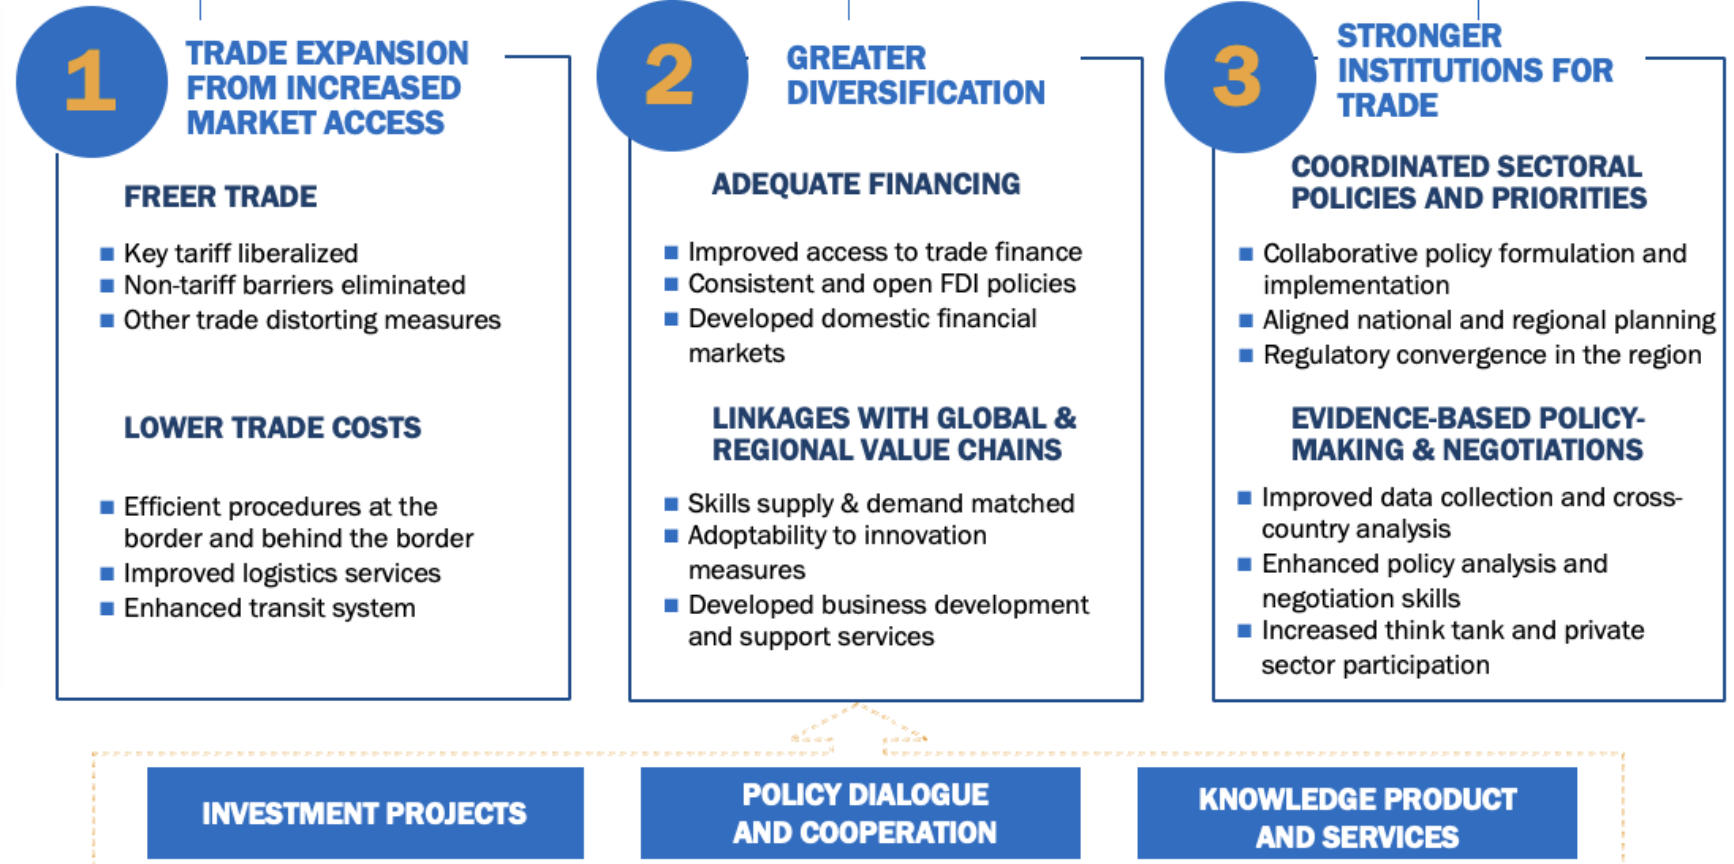 1
TRADE EXPANSION
FROM INCREASED
MARKET ACCESS
FREER TRADE
Key tariff liberalized
Non-tariff barriers eliminated
Other trade distorting measures
LOWER TRADE COSTS
Efficient procedures at the
border and behind the border
Improved logistics services
Enhanced transit system
2
GREATER
DIVERSIFICATION
ADEQUATE FINANCING
Improved access to trade finance
Consistent and open FDI policies
Developed domestic financial
markets
LINKAGES WITH GLOBAL &
REGIONAL VALUE CHAINS
Skills supply & demand matched
Adoptability to innovation
measures
Developed business development
and support services
3
STRONGER
INSTITUTIONS FOR
TRADE
COORDINATED SECTORAL
POLICIES AND PRIORITIES
Collaborative policy formulation and
implementation
Aligned national and regional planning
Regulatory convergence in the region
EVIDENCE-BASED POLICY-
MAKING & NEGOTIATIONS
Improved data collection and cross-
country analysis
Enhanced policy analysis and
negotiation skills
Increased think tank and private
sector participation
INVESTMENT PROJECTS
POLICY DIALOGUE
AND COOPERATION
KNOWLEDGE PRODUCT
AND SERVICES